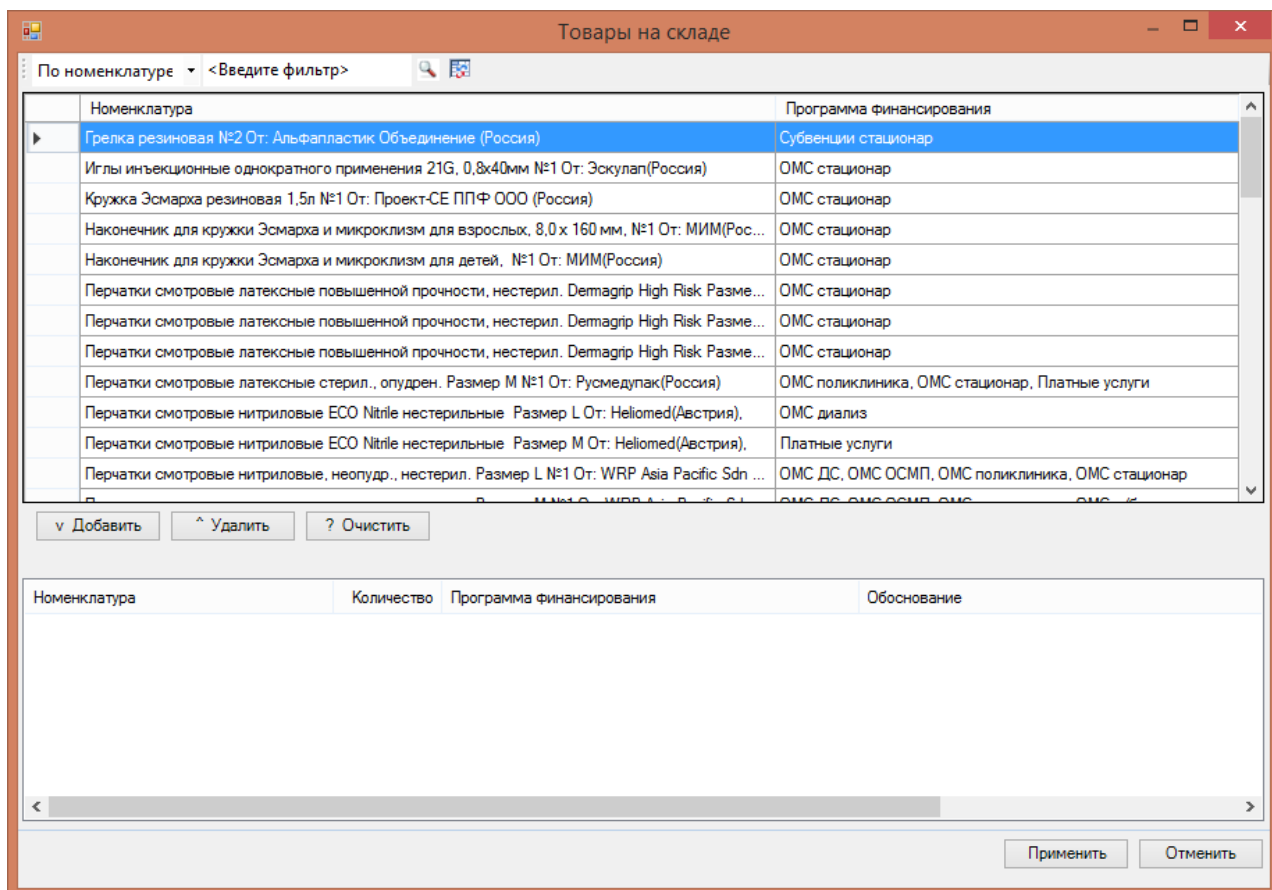 Товары на складе
По номенклатуре <Введите фильтр>
Номенклатура Программа финансирования
Грелка резиновая №2 От: Альфапластик Объединение (Россия) Субвенции стационар
Иглы инъекционные однократного применения 21G, 0,8х40мм №1 От: Эскулап(Россия) ОМС стационар
Кружка Эсмарха резиновая 1,5л №1 От: Проект-СЕ ППФ ООО (Россия) ОМС стационар
Наконечник для кружки Эсмарха и микроклизм для взрослых, 8,0 х 160 мм, №1 От: МИМ(Рос... ОМС стационар
Наконечник для кружки Эсмарха и микроклизм для детей, №1 От: МИМ(Россия) ОМС стационар
Перчатки смотровые латексные повышенной прочности, нестерил. Dermagrip High Risk Разме... ОМС стационар
Перчатки смотровые латексные повышенной прочности, нестерил. Dermagrip High Risk Разме... ОМС стационар
Перчатки смотровые латексные повышенной прочности, нестерил. Dermagrip High Risk Разме... ОМС стационар
Перчатки смотровые латексные стерил., опудрен. Размер М №1 От: Русмедупак(Россия) ОМС поликлиника, ОМС стационар, Платные услуги
Перчатки смотровые нитриловые ECO Nitrile нестерильные Размер L От: Heliomed(Австрия), ОМС диализ
Перчатки смотровые нитриловые ECO Nitrile нестерильные Размер М От: Heliomed(Австрия), Платные услуги
Перчатки смотровые нитриловые, неопудр., нестерил. Размер L №1 От: WRP Asia Pacific Sdn ... ОМС ДС, ОМС ОСМП, ОМС поликлиника, ОМС стационар
v Добавить ^ Удалить ? Очистить
Номенклатура Количество Программа финансирования Обоснование
Применить Отменить